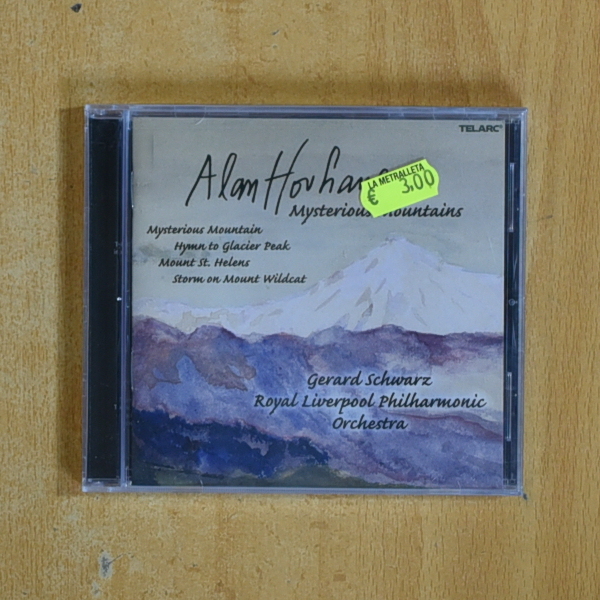 TELARC®
Alan Hovhan
LA METRALLETA
€ 3,00
Mysterious Mountains
Mysterious Mountain
Hymn to Glacier Peak
Mount St. Helens
Storm on Mount Wildcat
Gerard Schwarz
Royal Liverpool Philharmonic
Orchestra